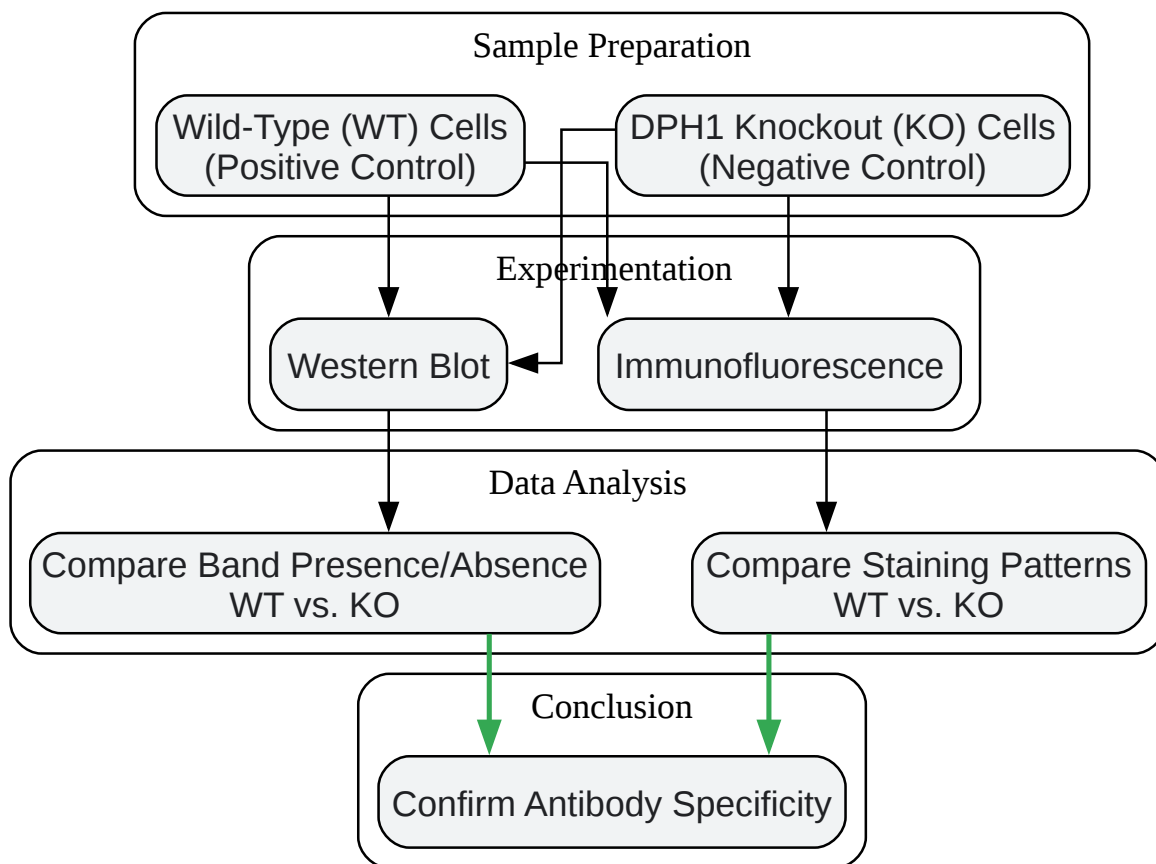 Sample Preparation
Wild-Type (WT) Cells
(Positive Control)
DPH1 Knockout (KO) Cells
(Negative Control)
Experimentation
Western Blot
Immunofluorescence
Data Analysis
Compare Band Presence/Absence
WT vs. KO
Compare Staining Patterns
WT vs. KO
Conclusion
Confirm Antibody Specificity